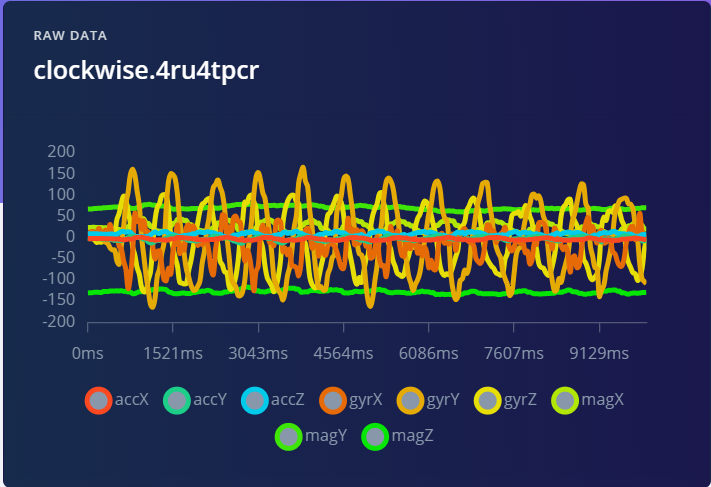 RAW DATA
clockwise.4ru4tpcr
200
150
100
50
0
-50
-100
-150
-200
0ms 1521ms 3043ms 4564ms 6086ms 7607ms 9129ms
accX accY accZ gyrX gyrY gyrZ magX
magY magZ